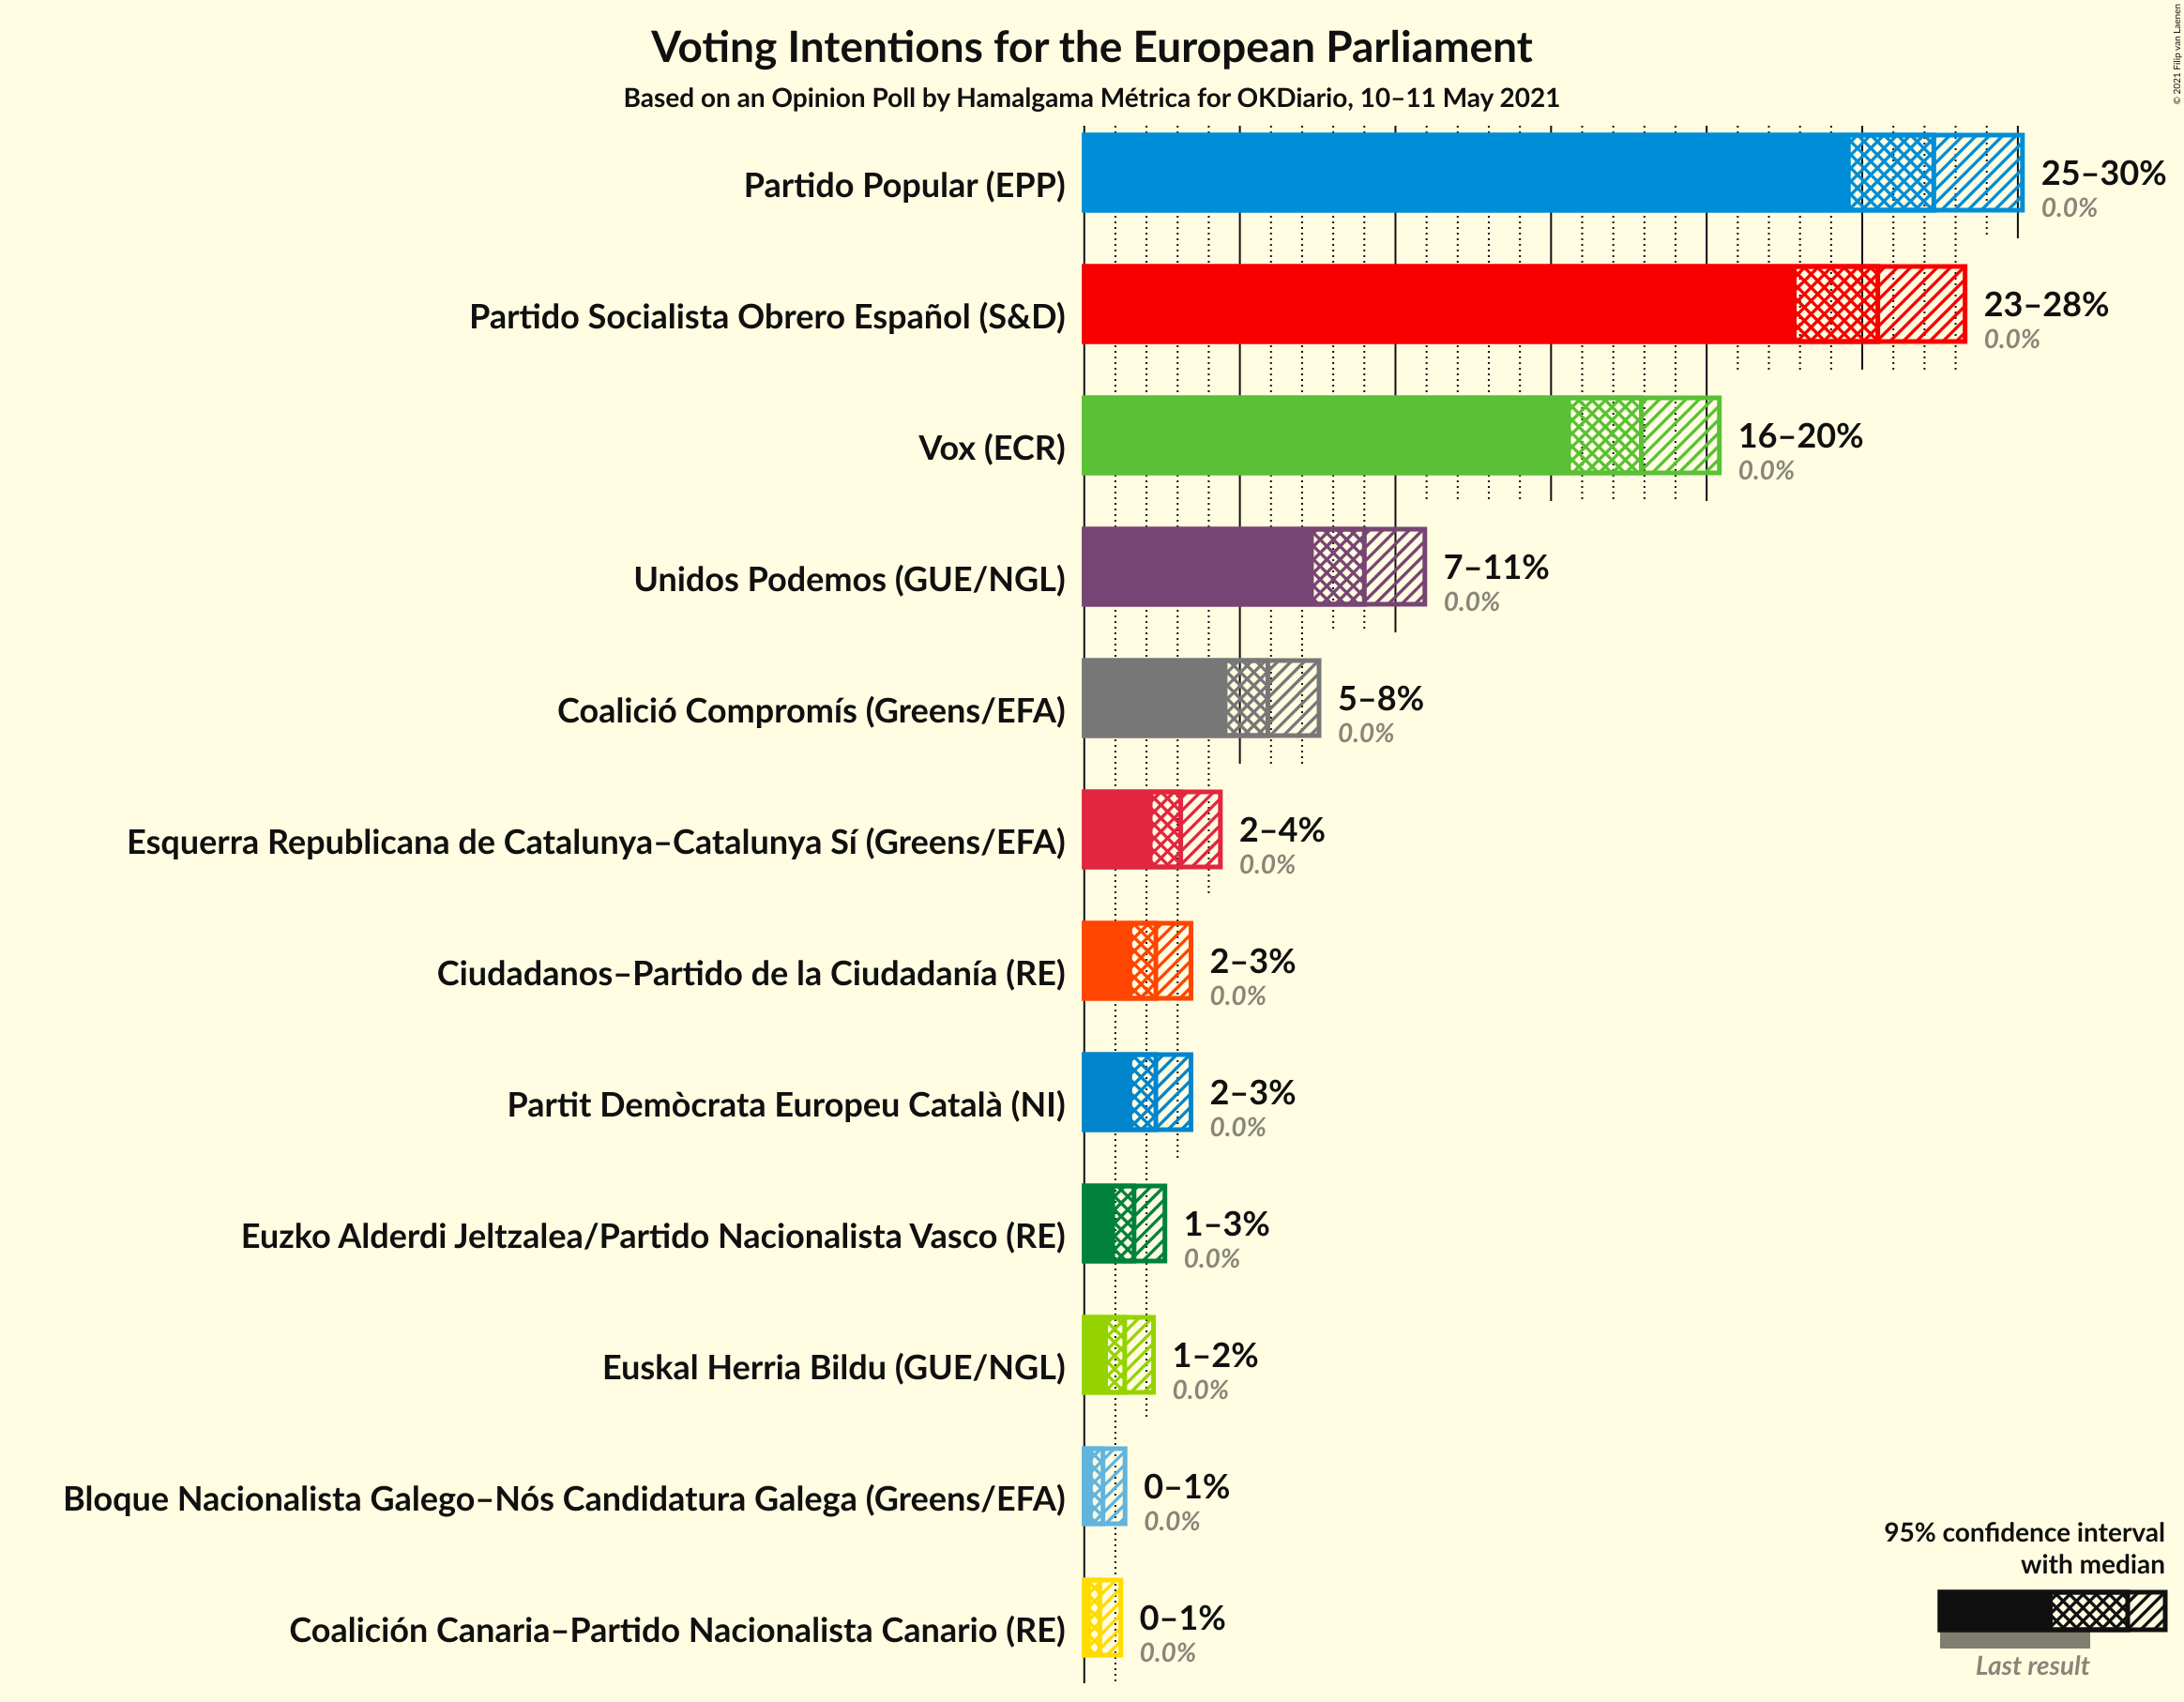 © 2021 Filip van Laenen
Voting Intentions for the European Parliament
Based on an Opinion Poll by Hamalgama Métrica for OKDiario, 10–11 May 2021
Partido Popular (EPP)
25–30%
0.0%
Partido Socialista Obrero Español (S&D)
23–28%
0.0%
Vox (ECR)
16–20%
0.0%
Unidos Podemos (GUE/NGL)
7–11%
0.0%
Coalició Compromís (Greens/EFA)
5–8%
0.0%
Esquerra Republicana de Catalunya–Catalunya Sí (Greens/EFA)
2–4%
0.0%
Ciudadanos–Partido de la Ciudadanía (RE)
2–3%
0.0%
Partit Demòcrata Europeu Català (NI)
2–3%
0.0%
Euzko Alderdi Jeltzalea/Partido Nacionalista Vasco (RE)
1–3%
0.0%
Euskal Herria Bildu (GUE/NGL)
1–2%
0.0%
Bloque Nacionalista Galego–Nós Candidatura Galega (Greens/EFA)
0–1%
0.0%
Coalición Canaria–Partido Nacionalista Canario (RE)
0–1%
0.0%
95% confidence interval
with median
Last result